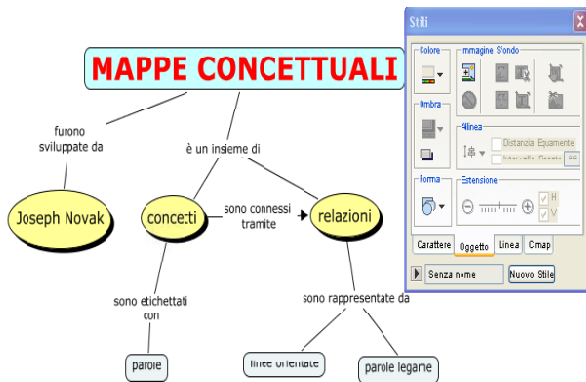 MAPPE CONCETTUALI
furono
sviluppate da
è un insieme di
Joseph Novak
concetti
sono connessi
tramite
relazioni
sono etichettati
con
sono rappresentate da
parole
linee orientate
parole legame
Stili
Colore
Immagine Sfondo
Ombra
Allinea
Distanzia Equamente
Forma
Estensione
H
V
Carattere Oggetto Linea Cmap
Senza nome
Nuovo Stile